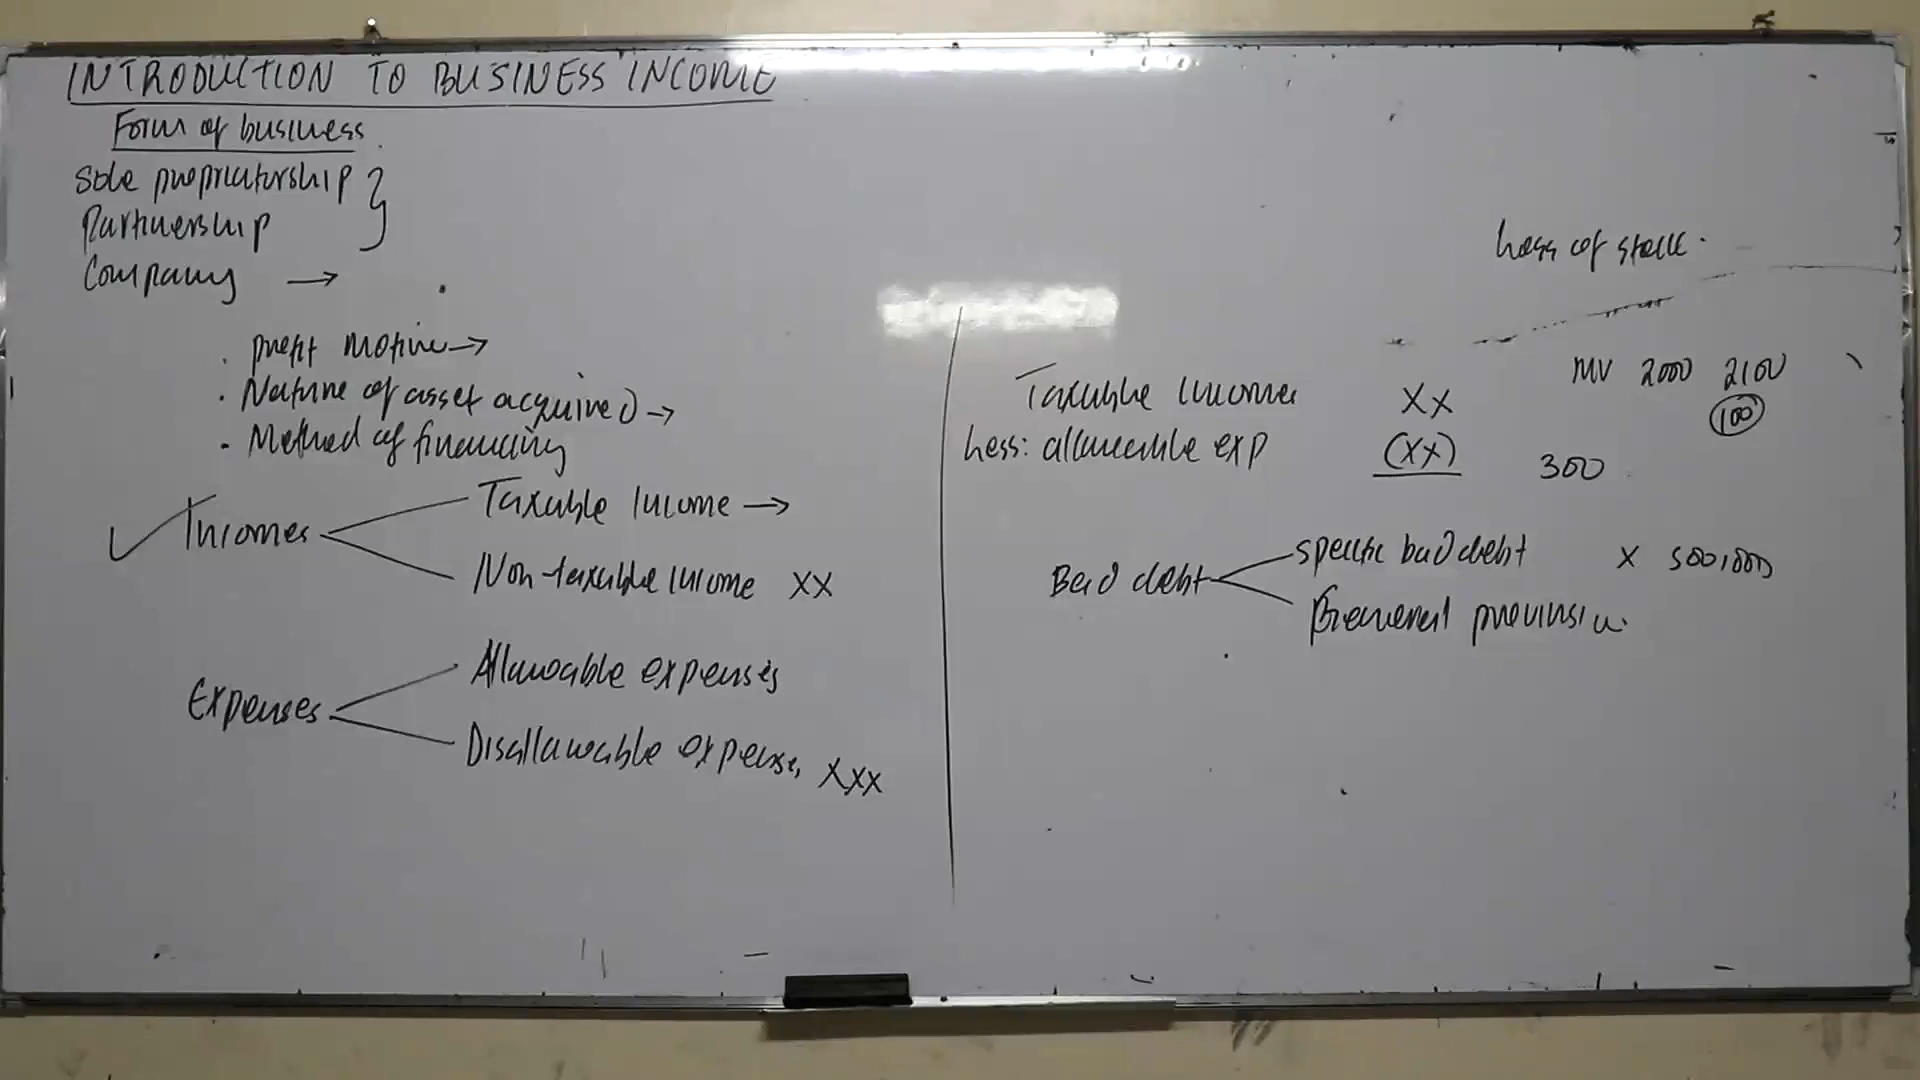 INTRODUCTION TO BUSINESS INCOME
Form of business
Sole proprietorship
Partnership
Company →
. profit motive →
. Nature of asset acquired →
. Method of financing
✓ Incomes
Taxable Income →
Non-taxable Income XX
Expenses
Allowable expenses
Disallowable expenses XXX
Loss of stock.
MV 2000 2100
100
Taxable Income XX
Less: allowable exp (XX)
300
Bad debt
specific bad debt X 500,000
General provision